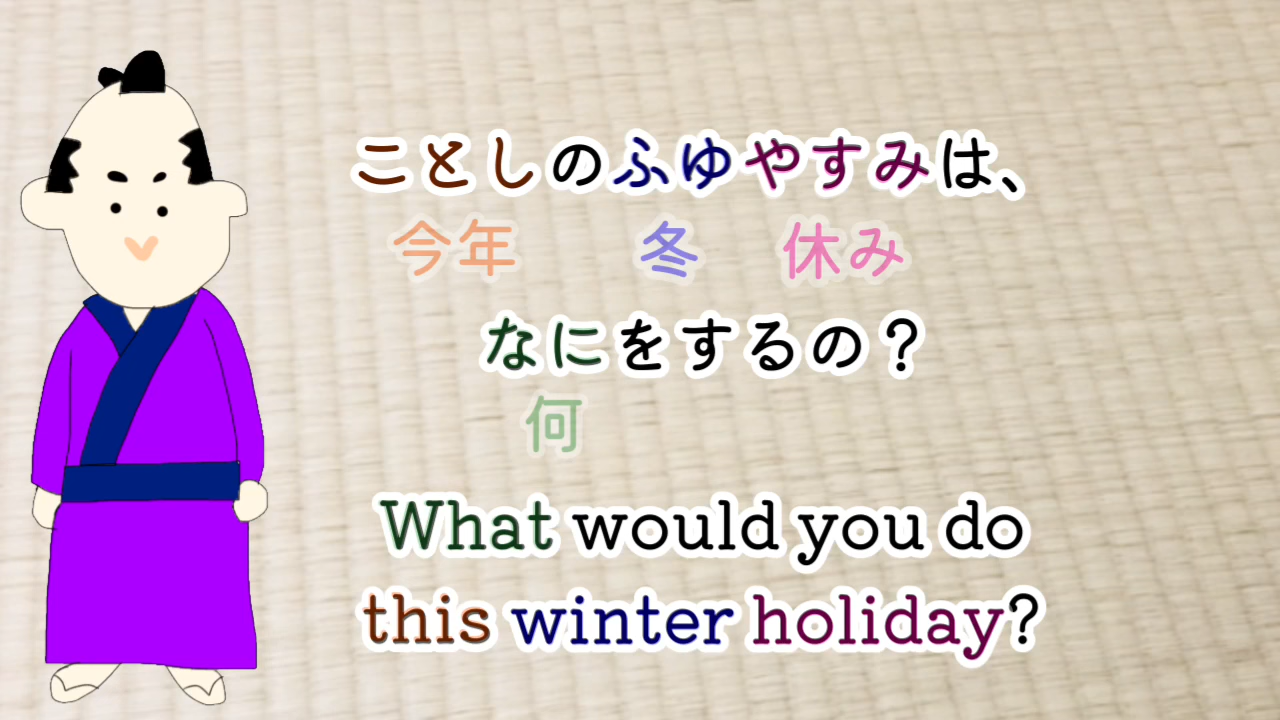 ことしのふゆやすみは、
今年 冬 休み
なにをするの？
何
What would you do
this winter holiday?